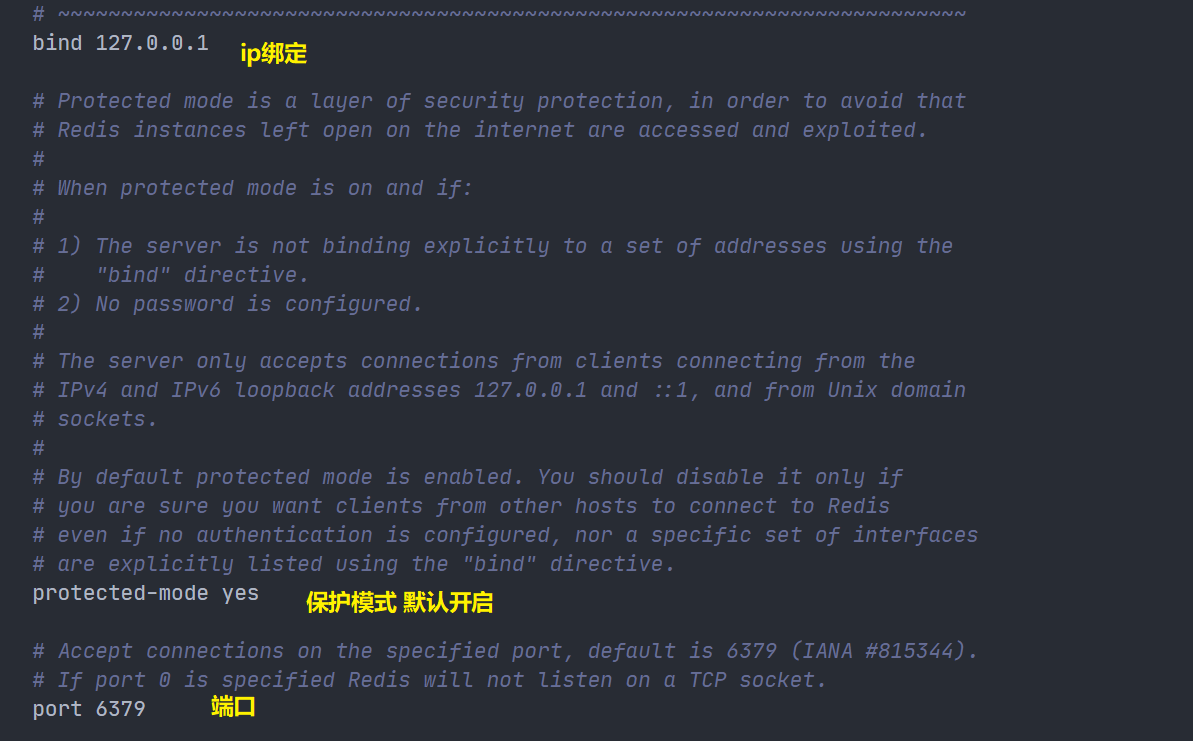 # ~~~~~~~~~~~~~~~~~~~~~~~~~~~~~~~~~~~~~~~~~~~~~~~~~~~~~~~~~~~~~~~~~~~~~~~~
bind 127.0.0.1 ip绑定
# Protected mode is a layer of security protection, in order to avoid that
# Redis instances left open on the internet are accessed and exploited.
#
# When protected mode is on and if:
#
# 1) The server is not binding explicitly to a set of addresses using the
#    "bind" directive.
# 2) No password is configured.
#
# The server only accepts connections from clients connecting from the
# IPv4 and IPv6 loopback addresses 127.0.0.1 and ::1, and from Unix domain
# sockets.
#
# By default protected mode is enabled. You should disable it only if
# you are sure you want clients from other hosts to connect to Redis
# even if no authentication is configured, nor a specific set of interfaces
# are explicitly listed using the "bind" directive.
protected-mode yes 保护模式 默认开启
# Accept connections on the specified port, default is 6379 (IANA #815344).
# If port 0 is specified Redis will not listen on a TCP socket.
port 6379 端口